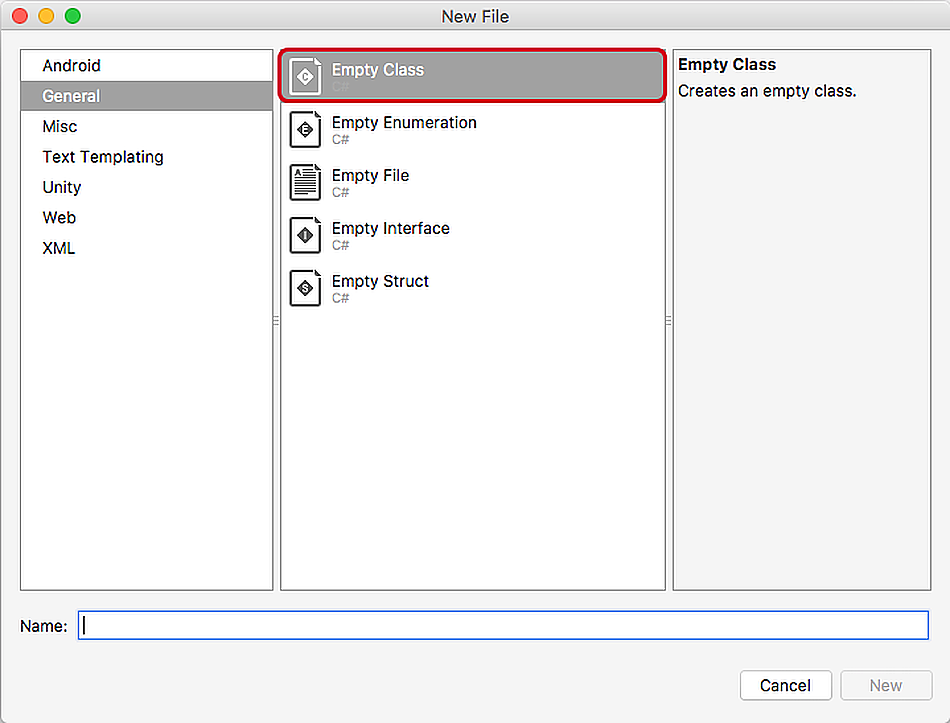 New File
Android
General
Misc
Text Templating
Unity
Web
XML
Empty Class
C#
Empty Enumeration
C#
Empty File
C#
Empty Interface
C#
Empty Struct
C#
Empty Class
Creates an empty class.
Name:
Cancel
New